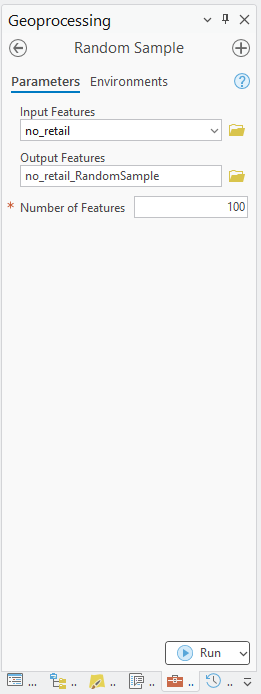 Geoprocessing
Random Sample
Parameters Environments
Input Features
no_retail
Output Features
no_retail_RandomSample
* Number of Features 100
Run
... .. .. .. .. ..